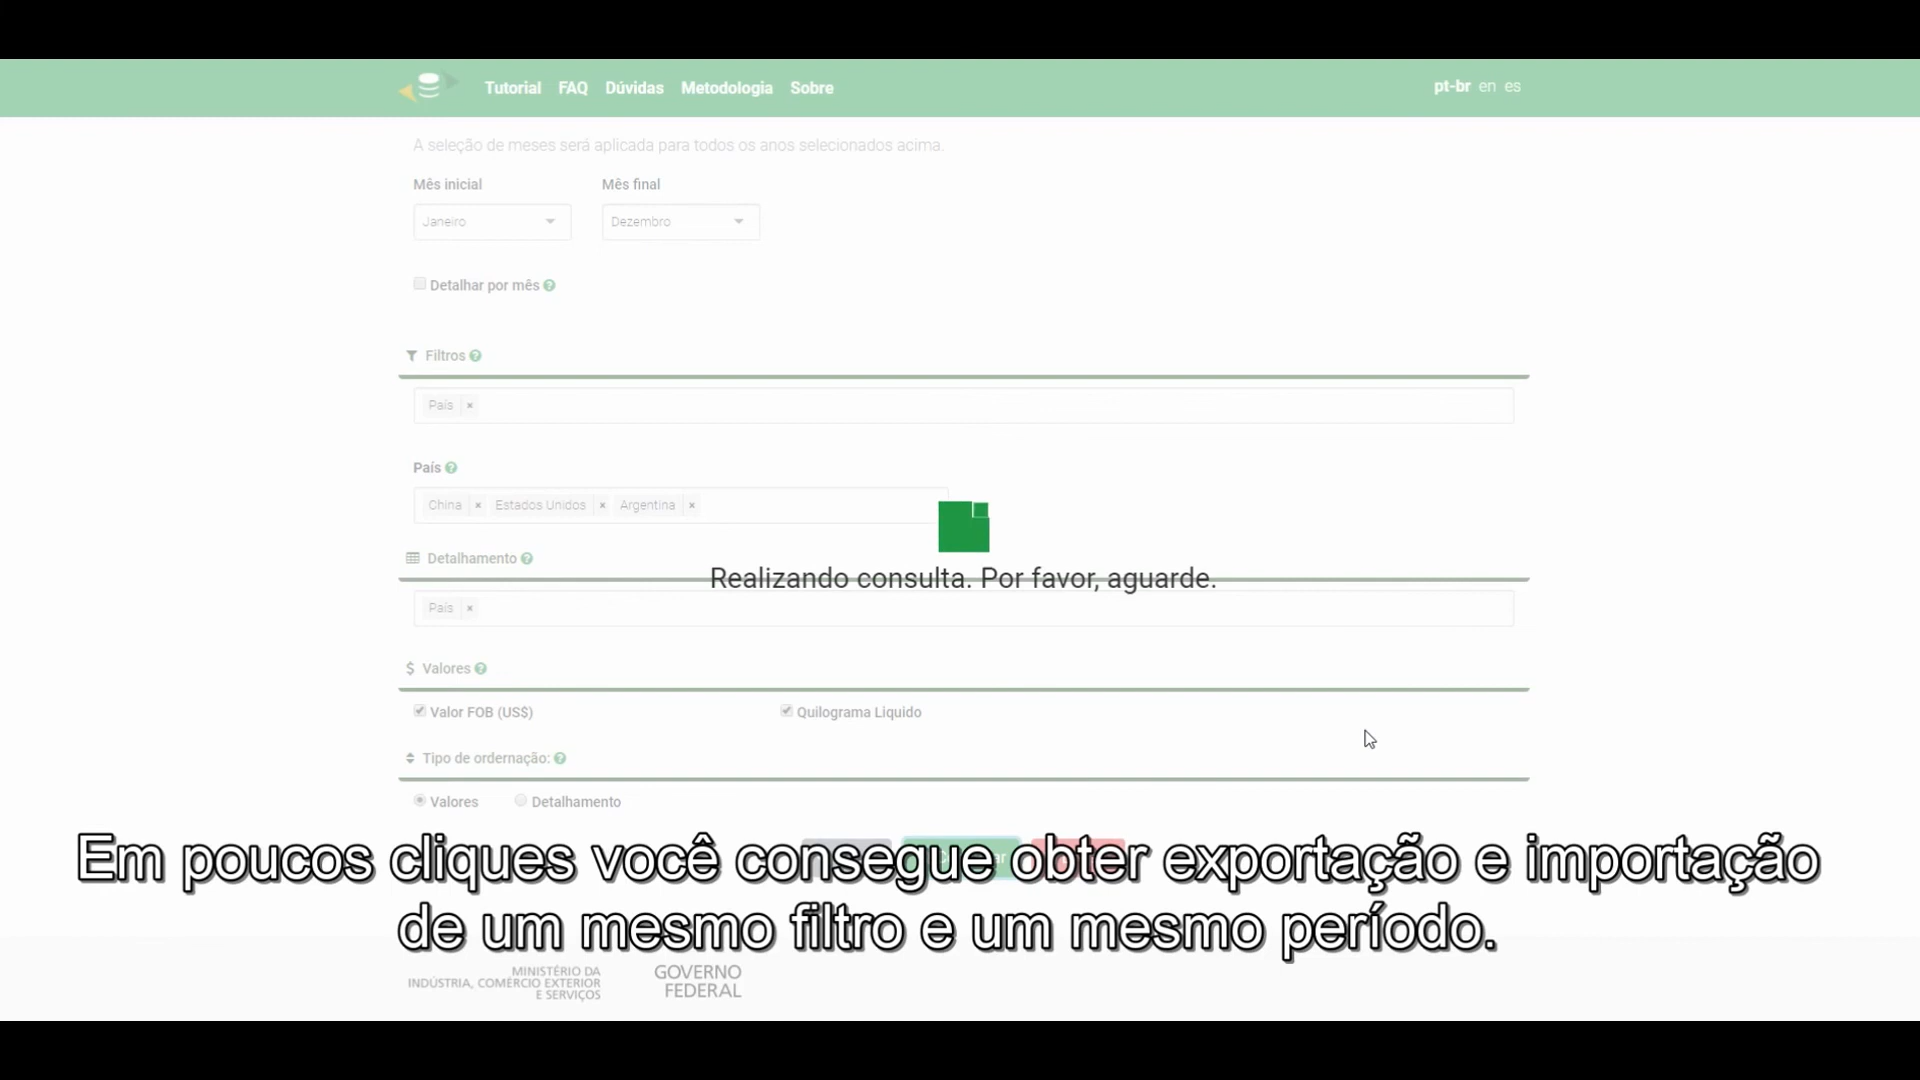 Tutorial FAQ Dúvidas Metodologia Sobre pt-br en es
A seleção de meses será aplicada para todos os anos selecionados acima.
Mês inicial Mês final
Janeiro Dezembro
Detalhar por mês
Filtros
País ×
País
China × Estados Unidos × Argentina ×
Detalhamento
Realizando consulta. Por favor, aguarde.
País ×
$ Valores
Valor FOB (US$) Quilograma Liquido
Tipo de ordernação:
Valores Detalhamento
Em poucos cliques você consegue obter exportação e importação
de um mesmo filtro e um mesmo período.
MINISTÉRIO DA
INDÚSTRIA, COMÉRCIO EXTERIOR
E SERVIÇOS
GOVERNO
FEDERAL